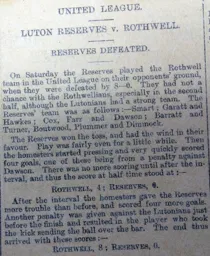 UNITED LEAGUE.
LUTON RESERVES v. ROTHWELL.
RESERVES DEFEATED.
On Saturday the Reserves played the Rothwell
team in the United League on their opponents' ground,
when they were defeated by 8—0. They had not a
chance with the Rothwellians, especially in the second
half, although the Lutonians had a strong team. The
Reserve team was as follows:—Smart; Garatt and
Hawkes; Cox, Farr and Dawson; Barratt and
Turner, Routwood, Plummer and Dimmock.
The Reserves won the toss, and had the wind in their
favour. Play was fairly even for a little while. Then
the homesters started pressing and very quickly scored
four goals, one of these being from a penalty against
Dawson. There was no more scoring until after the in-
terval, and thus the score at half time stood at:—
ROTHWELL, 4; RESERVES, 0.
After the interval the homesters gave the Reserves
more trouble than before, and scored four more goals.
Another penalty was given against the Lutonians just
before the finish and resulted in the player who took
the kick sending the ball over the bar. The end thus
arrived with these scores:—
ROTHWELL, 8; RESERVES, 0.